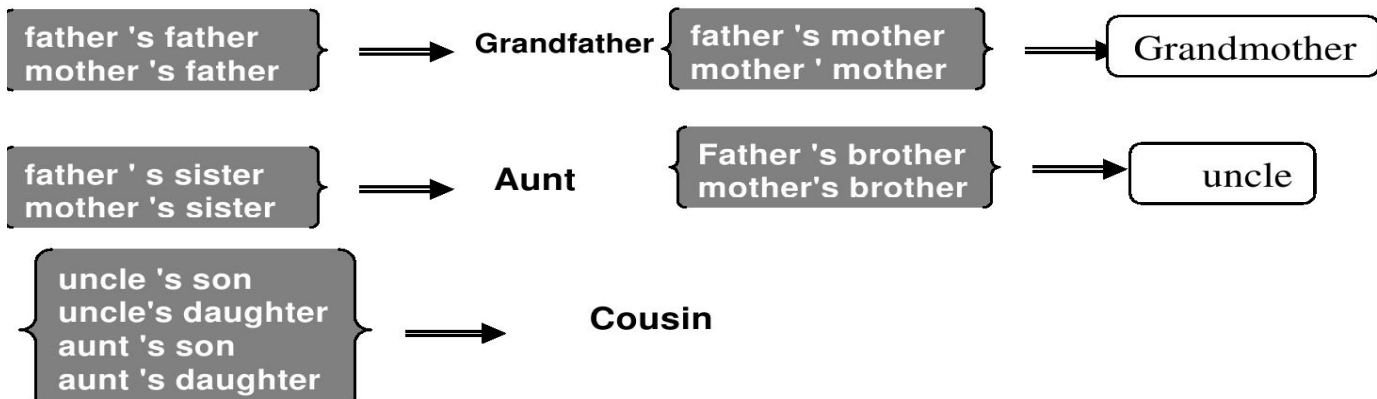 father 's father
mother 's father
Grandfather
father 's mother
mother ' mother
Grandmother
father ' s sister
mother 's sister
Aunt
Father 's brother
mother's brother
uncle
uncle 's son
uncle's daughter
aunt 's son
aunt 's daughter
Cousin